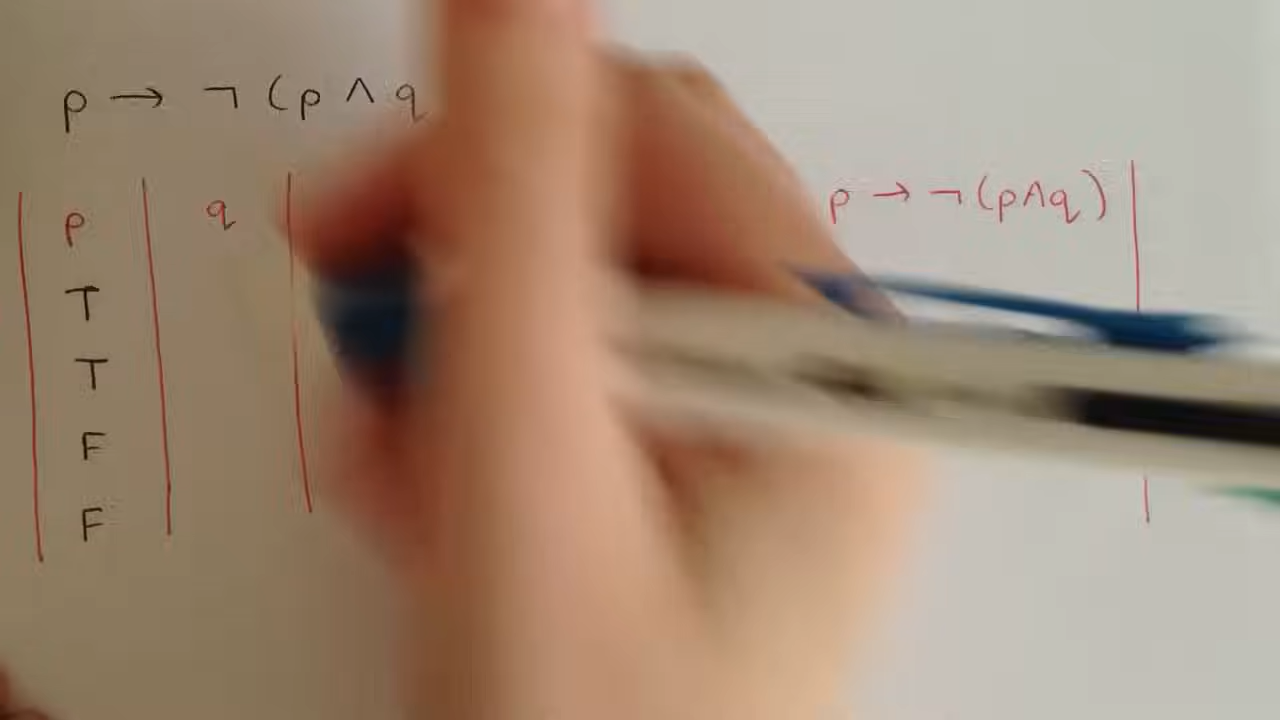 p → ¬ (p ∧ q
p q p → ¬ (p ∧ q)
T
T
F
F